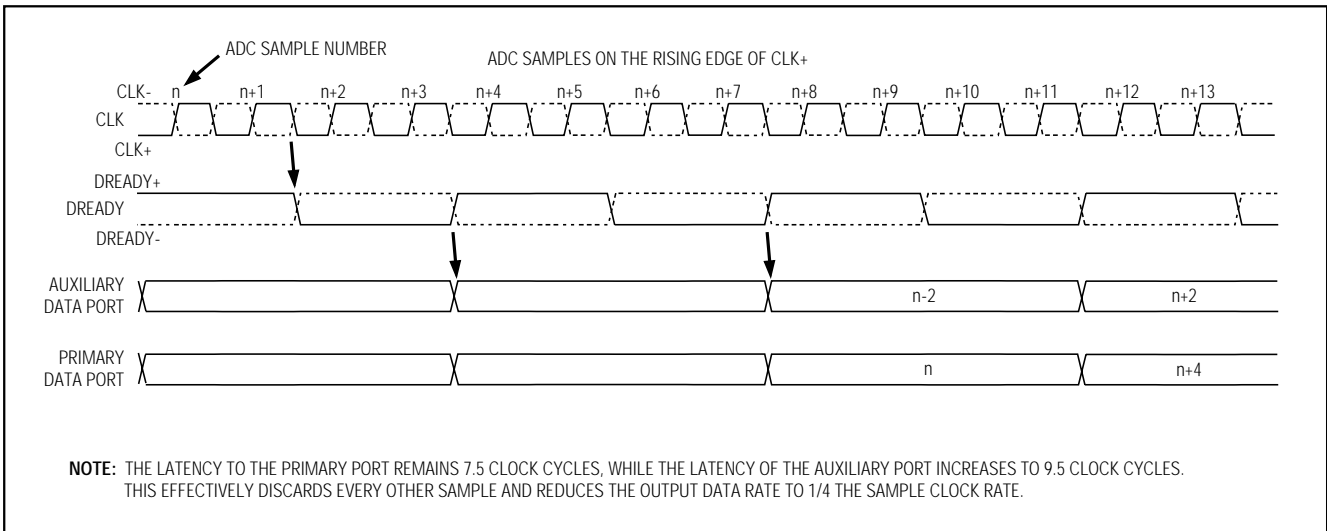 ADC SAMPLE NUMBER
ADC SAMPLES ON THE RISING EDGE OF CLK+
CLK-
n n+1 n+2 n+3 n+4 n+5 n+6 n+7 n+8 n+9 n+10 n+11 n+12 n+13
CLK
CLK+
DREADY+
DREADY
DREADY-
AUXILIARY
DATA PORT
n-2 n+2
PRIMARY
DATA PORT
n n+4
NOTE: THE LATENCY TO THE PRIMARY PORT REMAINS 7.5 CLOCK CYCLES, WHILE THE LATENCY OF THE AUXILIARY PORT INCREASES TO 9.5 CLOCK CYCLES.
THIS EFFECTIVELY DISCARDS EVERY OTHER SAMPLE AND REDUCES THE OUTPUT DATA RATE TO 1/4 THE SAMPLE CLOCK RATE.